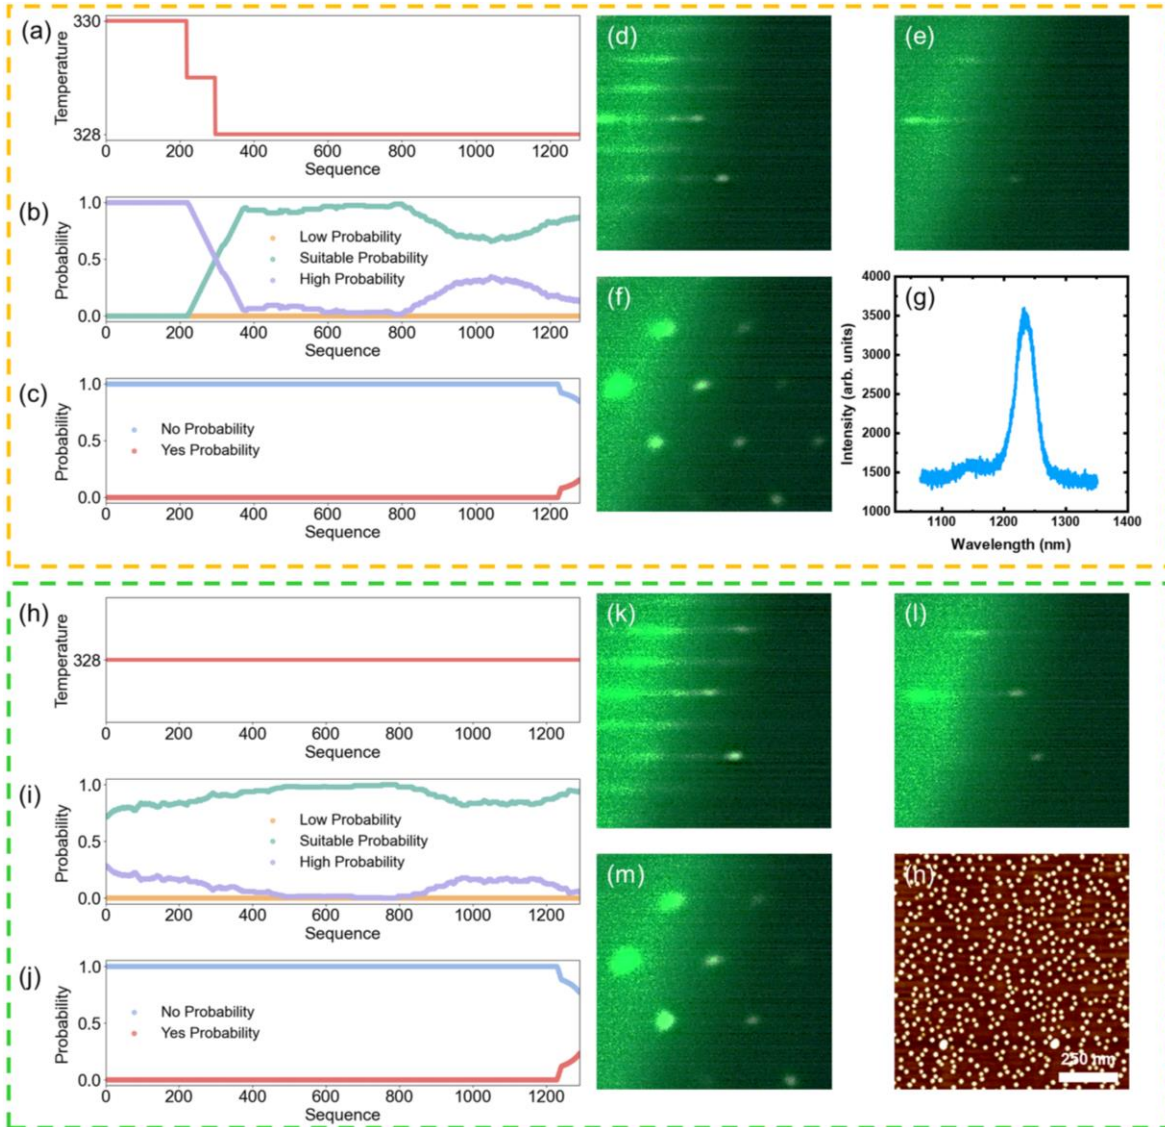 (a)
Temperature
330
328
0 200 400 600 800 1000 1200
Sequence
(b)
Probability
1.0
0.5
0.0
Low Probability
Suitable Probability
High Probability
0 200 400 600 800 1000 1200
Sequence
(c)
Probability
1.0
0.5
0.0
No Probability
Yes Probability
0 200 400 600 800 1000 1200
Sequence
(d)
(e)
(f)
(g)
Intensity (arb. units)
4000
3500
3000
2500
2000
1500
1000
1100 1200 1300 1400
Wavelength (nm)
(h)
Temperature
328
0 200 400 600 800 1000 1200
Sequence
(i)
Probability
1.0
0.5
0.0
Low Probability
Suitable Probability
High Probability
0 200 400 600 800 1000 1200
Sequence
(j)
Probability
1.0
0.5
0.0
No Probability
Yes Probability
0 200 400 600 800 1000 1200
Sequence
(k)
(l)
(m)
(n)
250 nm